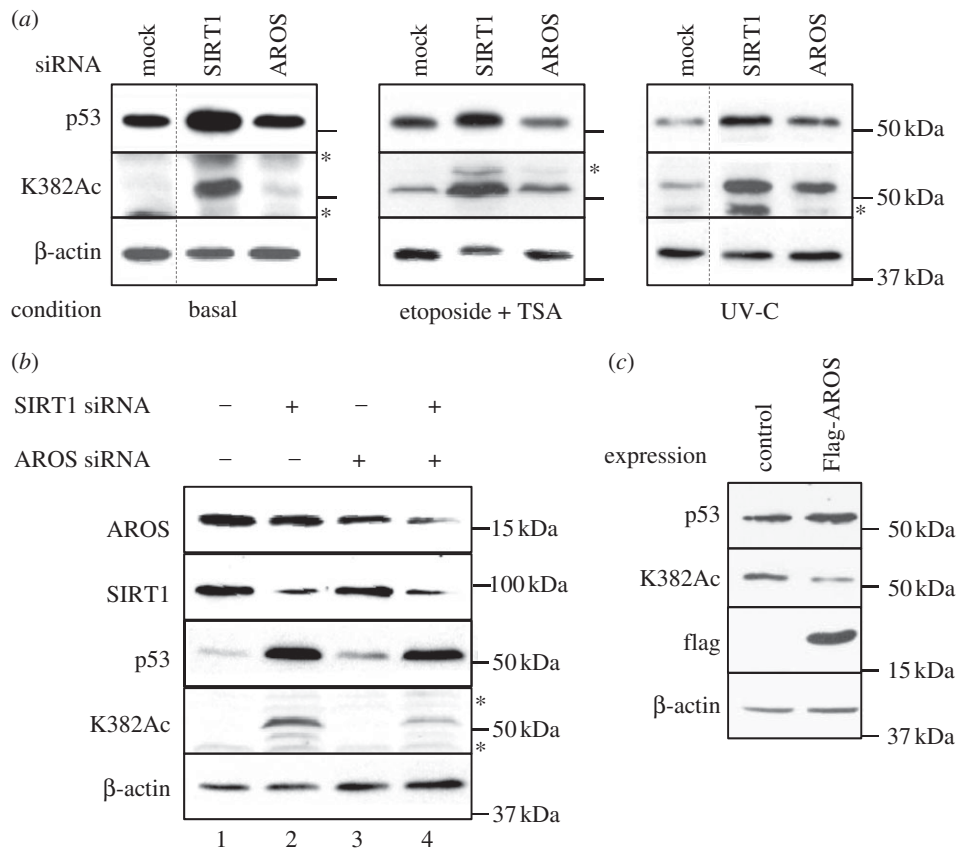 (a)
siRNA mock SIRT1 AROS mock SIRT1 AROS mock SIRT1 AROS
p53 50 kDa
K382Ac * * * 50 kDa *
β-actin 37 kDa
condition basal etoposide + TSA UV-C
(b)
SIRT1 siRNA – + – +
AROS siRNA – – + +
AROS 15 kDa
SIRT1 100 kDa
p53 50 kDa
K382Ac * 50 kDa *
β-actin 37 kDa
1 2 3 4
(c)
expression control Flag-AROS
p53 50 kDa
K382Ac 50 kDa
flag 15 kDa
β-actin 37 kDa